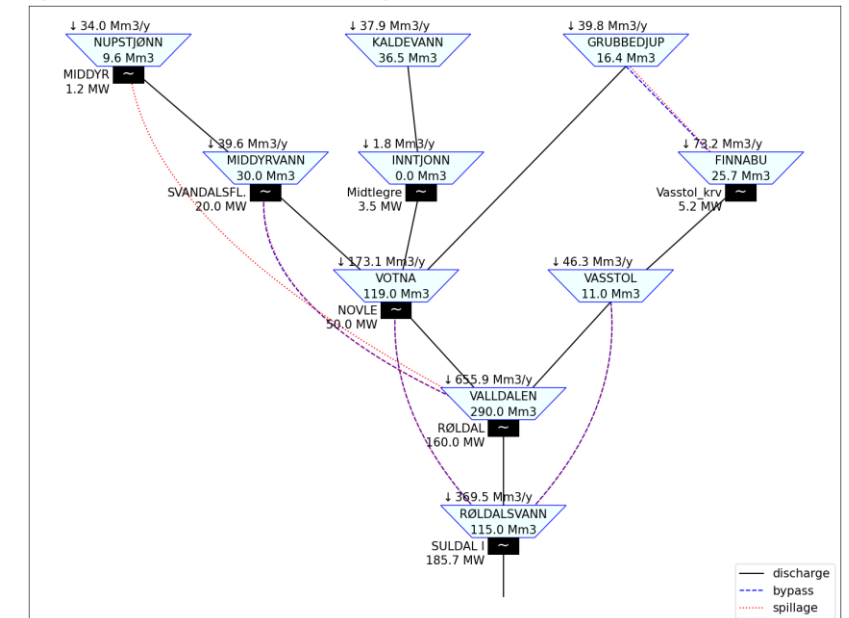 ↓ 34.0 Mm3/y
NUPSTJØNN
9.6 Mm3
MIDDYR
1.2 MW
↓ 37.9 Mm3/y
KALDEVANN
36.5 Mm3
↓ 39.8 Mm3/y
GRUBBEDJUP
16.4 Mm3
↓ 39.6 Mm3/y
MIDDYRVANN
30.0 Mm3
SVANDALSFL.
20.0 MW
↓ 1.8 Mm3/y
INNTJONN
0.0 Mm3
Midtlegre
3.5 MW
↓ 73.2 Mm3/y
FINNABU
25.7 Mm3
Vasstol_krv
5.2 MW
↓ 173.1 Mm3/y
VOTNA
119.0 Mm3
NOVLE
50.0 MW
↓ 46.3 Mm3/y
VASSTOL
11.0 Mm3
↓ 655.9 Mm3/y
VALLDALEN
290.0 Mm3
RØLDAL
160.0 MW
↓ 369.5 Mm3/y
RØLDALSVANN
115.0 Mm3
SULDAL I
185.7 MW
discharge
bypass
spillage